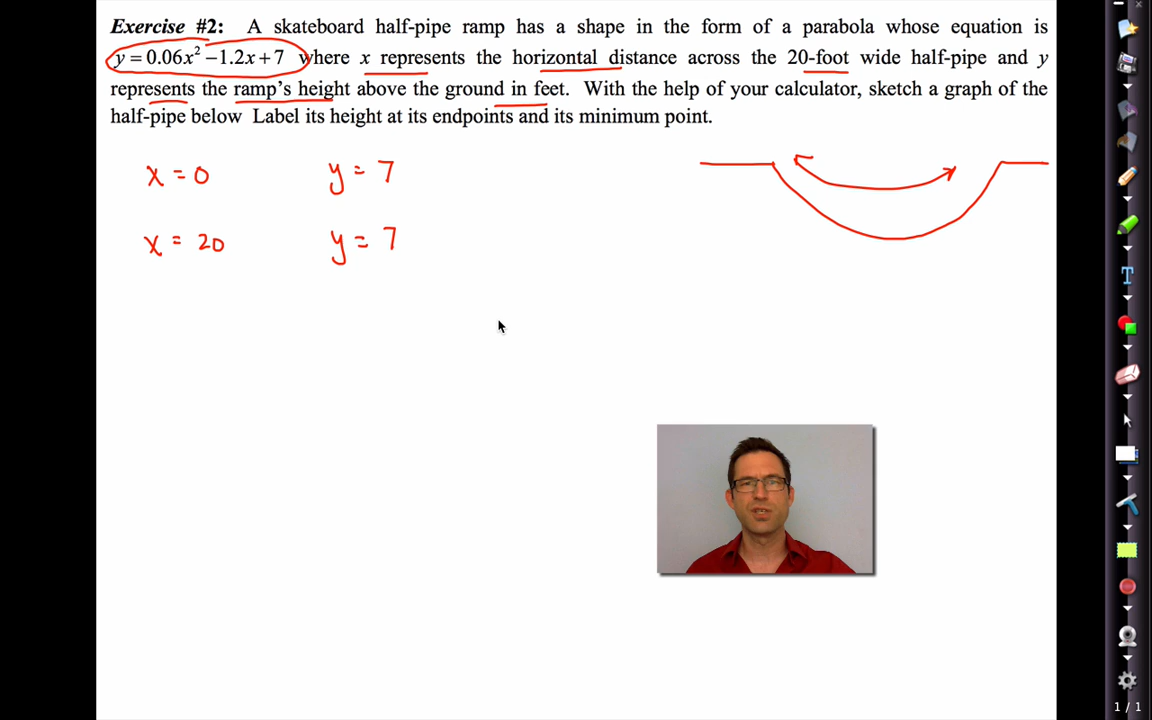 Exercise #2: A skateboard half-pipe ramp has a shape in the form of a parabola whose equation is
y = 0.06x² − 1.2x + 7 where x represents the horizontal distance across the 20-foot wide half-pipe and y
represents the ramp's height above the ground in feet. With the help of your calculator, sketch a graph of the
half-pipe below Label its height at its endpoints and its minimum point.
x = 0 y = 7
x = 20 y = 7
T
1 / 1